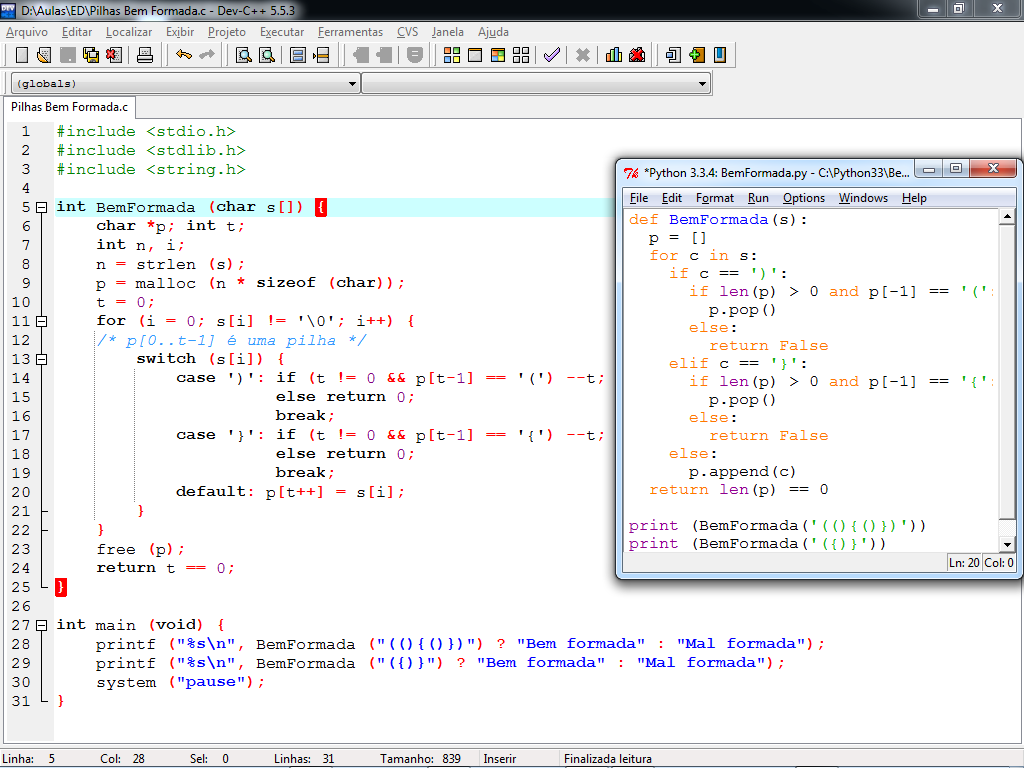 D:\Aulas\ED\Pilhas Bem Formada.c - Dev-C++ 5.5.3
Arquivo Editar Localizar Exibir Projeto Executar Ferramentas CVS Janela Ajuda
(globals)
Pilhas Bem Formada.c
1 #include <stdio.h>
2 #include <stdlib.h>
3 #include <string.h>
4
5 int BemFormada (char s[]) {
6 char *p; int t;
7 int n, i;
8 n = strlen (s);
9 p = malloc (n * sizeof (char));
10 t = 0;
11 for (i = 0; s[i] != '\0'; i++) {
12 /* p[0..t-1] é uma pilha */
13 switch (s[i]) {
14 case ')': if (t != 0 && p[t-1] == '(') --t;
15 else return 0;
16 break;
17 case '}': if (t != 0 && p[t-1] == '{') --t;
18 else return 0;
19 break;
20 default: p[t++] = s[i];
21 }
22 }
23 free (p);
24 return t == 0;
25 }
26
27 int main (void) {
28 printf ("%s\n", BemFormada ("((){()})") ? "Bem formada" : "Mal formada");
29 printf ("%s\n", BemFormada ("({)}") ? "Bem formada" : "Mal formada");
30 system ("pause");
31 }
Linha: 5 Col: 28 Sel: 0 Linhas: 31 Tamanho: 839 Inserir Finalizada leitura
*Python 3.3.4: BemFormada.py - C:\Python33\Be...
File Edit Format Run Options Windows Help
def BemFormada(s):
p = []
for c in s:
if c == ')':
if len(p) > 0 and p[-1] == '(':
p.pop()
else:
return False
elif c == '}':
if len(p) > 0 and p[-1] == '{':
p.pop()
else:
return False
else:
p.append(c)
return len(p) == 0
print (BemFormada('((){()})'))
print (BemFormada('({)}'))
Ln: 20 Col: 0